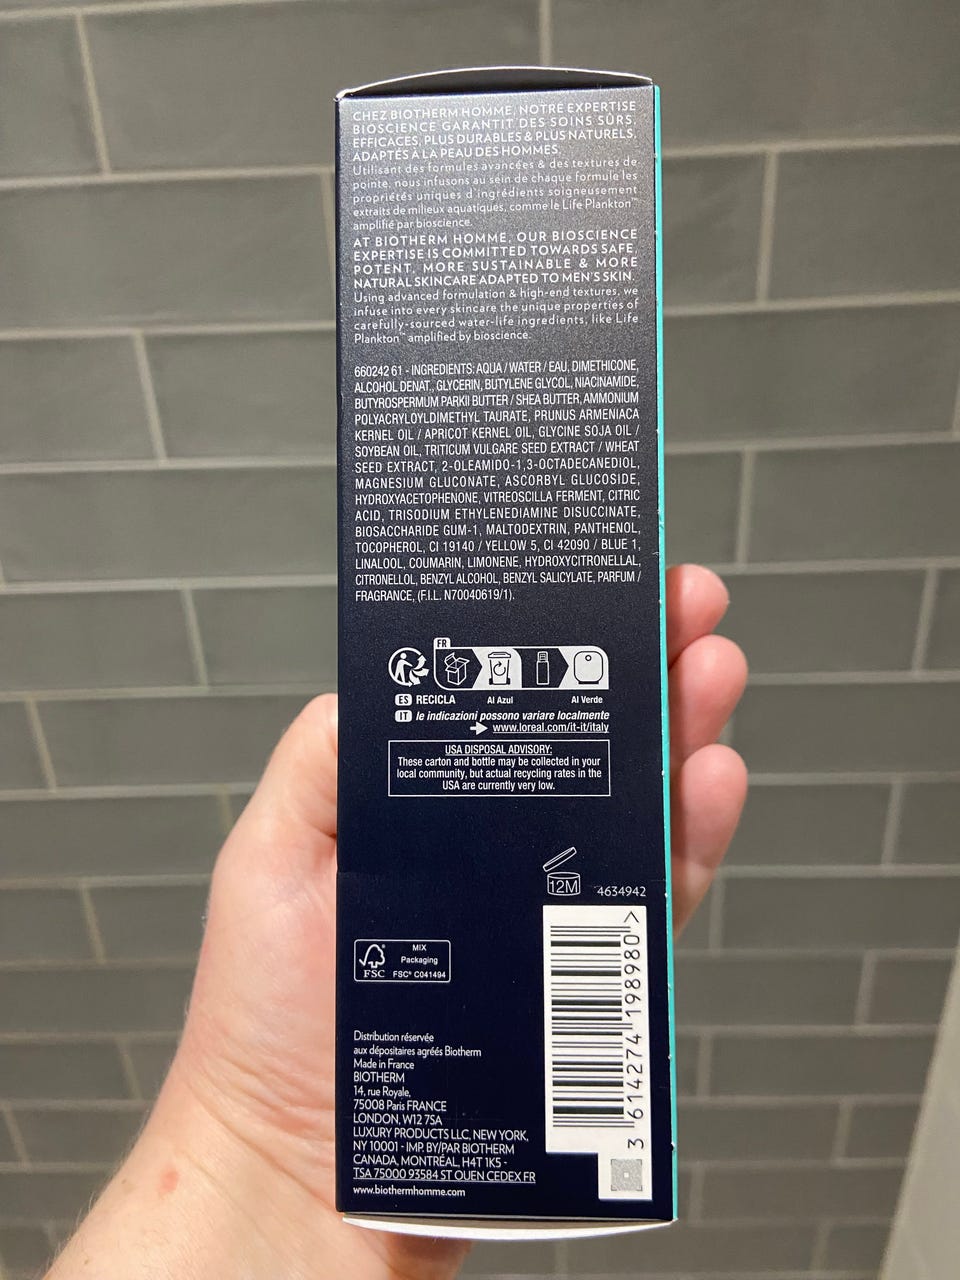 CHEZ BIOTHERM HOMME, NOTRE EXPERTISE
BIOSCIENCE GARANTIT DES SOINS SÛRS,
EFFICACES, PLUS DURABLES & PLUS NATURELS,
ADAPTÉS À LA PEAU DES HOMMES.
Utilisant des formules avancées & des textures de
pointe, nous infusons au sein de chaque formule les
propriétés uniques d'ingrédients soigneusement
extraits de milieux aquatiques, comme le Life Plankton™
amplifié par bioscience.
AT BIOTHERM HOMME, OUR BIOSCIENCE
EXPERTISE IS COMMITTED TOWARDS SAFE,
POTENT, MORE SUSTAINABLE & MORE
NATURAL SKINCARE ADAPTED TO MEN'S SKIN.
Using advanced formulation & high-end textures, we
infuse into every skincare the unique properties of
carefully-sourced water-life ingredients, like Life
Plankton™ amplified by bioscience.
660242 61 - INGREDIENTS: AQUA / WATER / EAU, DIMETHICONE,
ALCOHOL DENAT., GLYCERIN, BUTYLENE GLYCOL, NIACINAMIDE,
BUTYROSPERMUM PARKII BUTTER / SHEA BUTTER, AMMONIUM
POLYACRYLOYLDIMETHYL TAURATE, PRUNUS ARMENIACA
KERNEL OIL / APRICOT KERNEL OIL, GLYCINE SOJA OIL /
SOYBEAN OIL, TRITICUM VULGARE SEED EXTRACT / WHEAT
SEED EXTRACT, 2-OLEAMIDO-1,3-OCTADECANEDIOL,
MAGNESIUM GLUCONATE, ASCORBYL GLUCOSIDE,
HYDROXYACETOPHENONE, VITREOSCILLA FERMENT, CITRIC
ACID, TRISODIUM ETHYLENEDIAMINE DISUCCINATE,
BIOSACCHARIDE GUM-1, MALTODEXTRIN, PANTHENOL,
TOCOPHEROL, CI 19140 / YELLOW 5, CI 42090 / BLUE 1,
LINALOOL, COUMARIN, LIMONENE, HYDROXYCITRONELLAL,
CITRONELLOL, BENZYL ALCOHOL, BENZYL SALICYLATE, PARFUM /
FRAGRANCE, (F.I.L. N70040619/1).
FR
ES RECICLA Al Azul Al Verde
IT le indicazioni possono variare localmente
www.loreal.com/it-it/italy
USA DISPOSAL ADVISORY:
These carton and bottle may be collected in your
local community, but actual recycling rates in the
USA are currently very low.
12M 4634942
FSC
MIX
Packaging
FSC® C041494
3 614274 198980 >
Distribution réservée
aux dépositaires agréés Biotherm
Made in France
BIOTHERM
14, rue Royale,
75008 Paris FRANCE
LONDON, W12 7SA
LUXURY PRODUCTS LLC, NEW YORK,
NY 10001 - IMP. BY/PAR BIOTHERM
CANADA, MONTRÉAL, H4T 1K5 -
TSA 75000 93584 ST OUEN CEDEX FR
www.biothermhomme.com